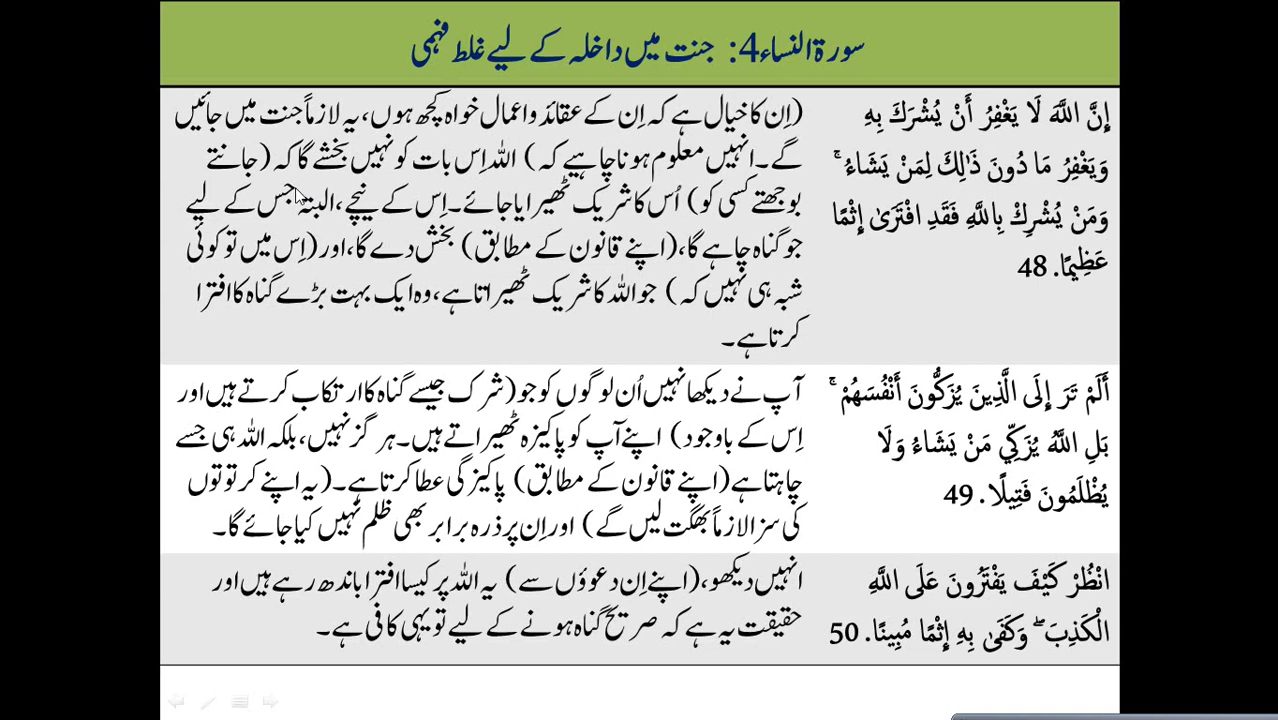 سورۃ النساء 4: جنت میں داخلہ کے لیے غلط فہمی
إِنَّ اللَّهَ لَا يَغْفِرُ أَنْ يُشْرَكَ بِهِ
وَيَغْفِرُ مَا دُونَ ذَٰلِكَ لِمَنْ يَشَاءُ ۚ
وَمَنْ يُشْرِكْ بِاللَّهِ فَقَدِ افْتَرَىٰ إِثْمًا
عَظِيمًا. 48
(اِن کا خیال ہے کہ اِن کے عقائد و اعمال خواہ کچھ ہوں، یہ لازماً جنت میں جائیں
گے۔ انہیں معلوم ہونا چاہیے کہ) اللہ اِس بات کو نہیں بخشے گا کہ (جانتے
بوجھتے کسی کو) اُس کا شریک ٹھیرایا جائے۔ اِس کے نیچے، البتہ جس کے لیے
جو گناہ چاہے گا، (اپنے قانون کے مطابق) بخش دے گا، اور (اِس میں تو کوئی
شبہ ہی نہیں کہ) جو اللہ کا شریک ٹھیراتا ہے، وہ ایک بہت بڑے گناہ کا افترا
کرتا ہے۔
أَلَمْ تَرَ إِلَى الَّذِينَ يُزَكُّونَ أَنْفُسَهُمْ ۚ
بَلِ اللَّهُ يُزَكِّي مَنْ يَشَاءُ وَلَا
يُظْلَمُونَ فَتِيلًا. 49
آپ نے دیکھا نہیں اُن لوگوں کو جو (شرک جیسے گناہ کا ارتکاب کرتے ہیں اور
اِس کے باوجود) اپنے آپ کو پاکیزہ ٹھیراتے ہیں۔ ہر گز نہیں، بلکہ اللہ ہی جسے
چاہتا ہے (اپنے قانون کے مطابق) پاکیزگی عطا کرتا ہے۔ (یہ اپنے کرتوتوں
کی سزا لازماً بھگت لیں گے) اور اِن پر ذرہ برابر بھی ظلم نہیں کیا جائے گا۔
انْظُرْ كَيْفَ يَفْتَرُونَ عَلَى اللَّهِ
الْكَذِبَ ۖ وَكَفَىٰ بِهِ إِثْمًا مُبِينًا. 50
انہیں دیکھو، (اپنے اِن دعوؤں سے) یہ اللہ پر کیسا افترا باندھ رہے ہیں اور
حقیقت یہ ہے کہ صریح گناہ ہونے کے لیے تو یہی کافی ہے۔